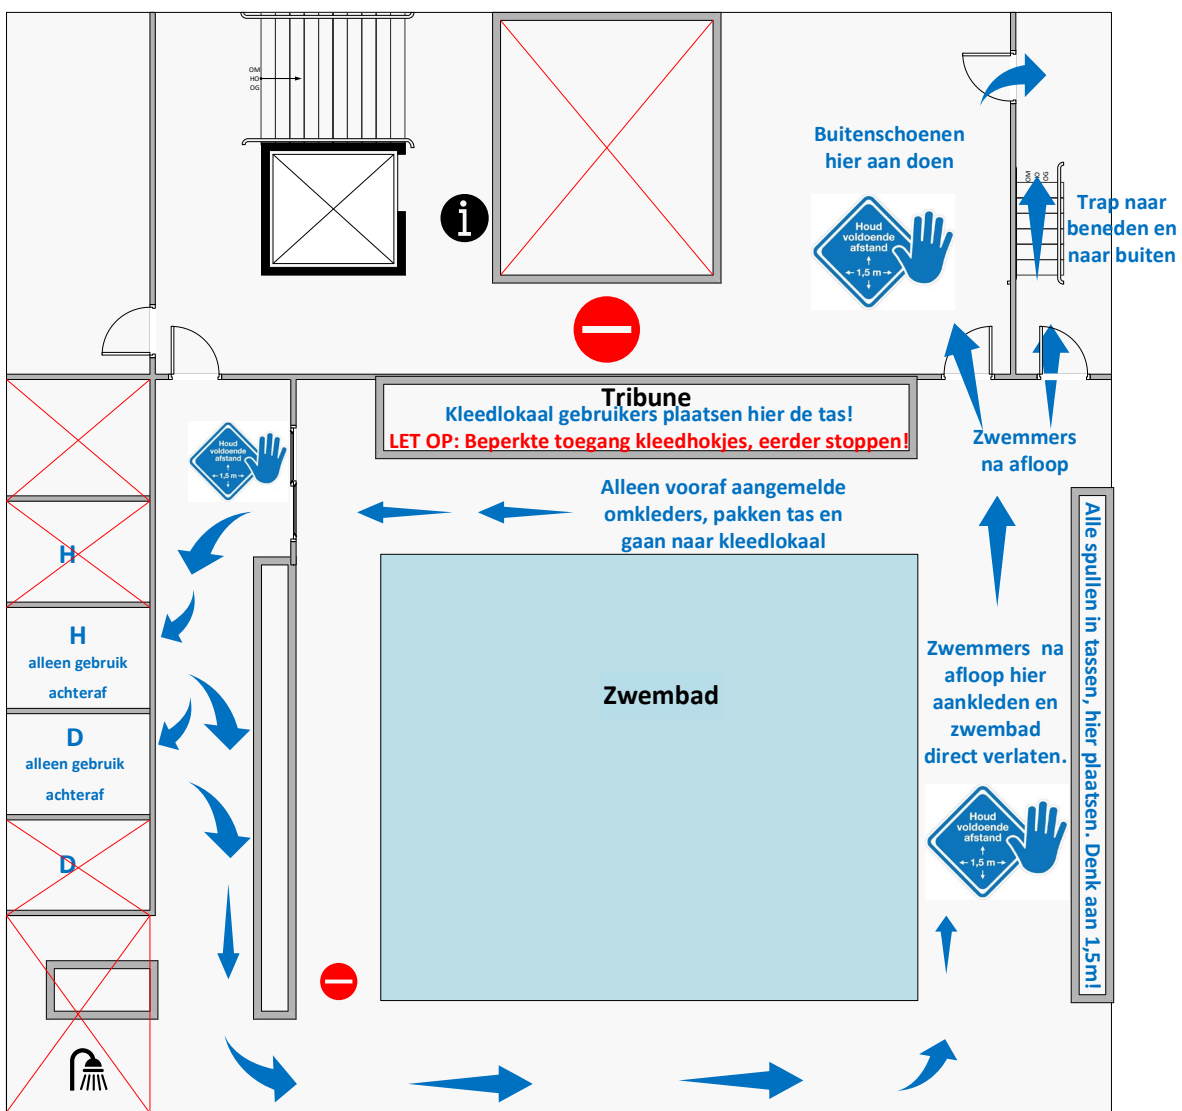 OM
HO
OG
i
Buitenschoenen
hier aan doen
Houd
voldoende
afstand
1,5 m
OM
HO
OG
Trap naar
beneden en
naar buiten
Tribune
Kleedlokaal gebruikers plaatsen hier de tas!
LET OP: Beperkte toegang kleedhokjes, eerder stoppen!
Zwemmers
na afloop
Houd
voldoende
afstand
1,5 m
Alleen vooraf aangemelde
omkleders, pakken tas en
gaan naar kleedlokaal
Alle spullen in tassen, hier plaatsen. Denk aan 1,5m!
H
H
alleen gebruik
achteraf
D
alleen gebruik
achteraf
D
Zwembad
Zwemmers na
afloop hier
aankleden en
zwembad
direct verlaten.
Houd
voldoende
afstand
1,5 m